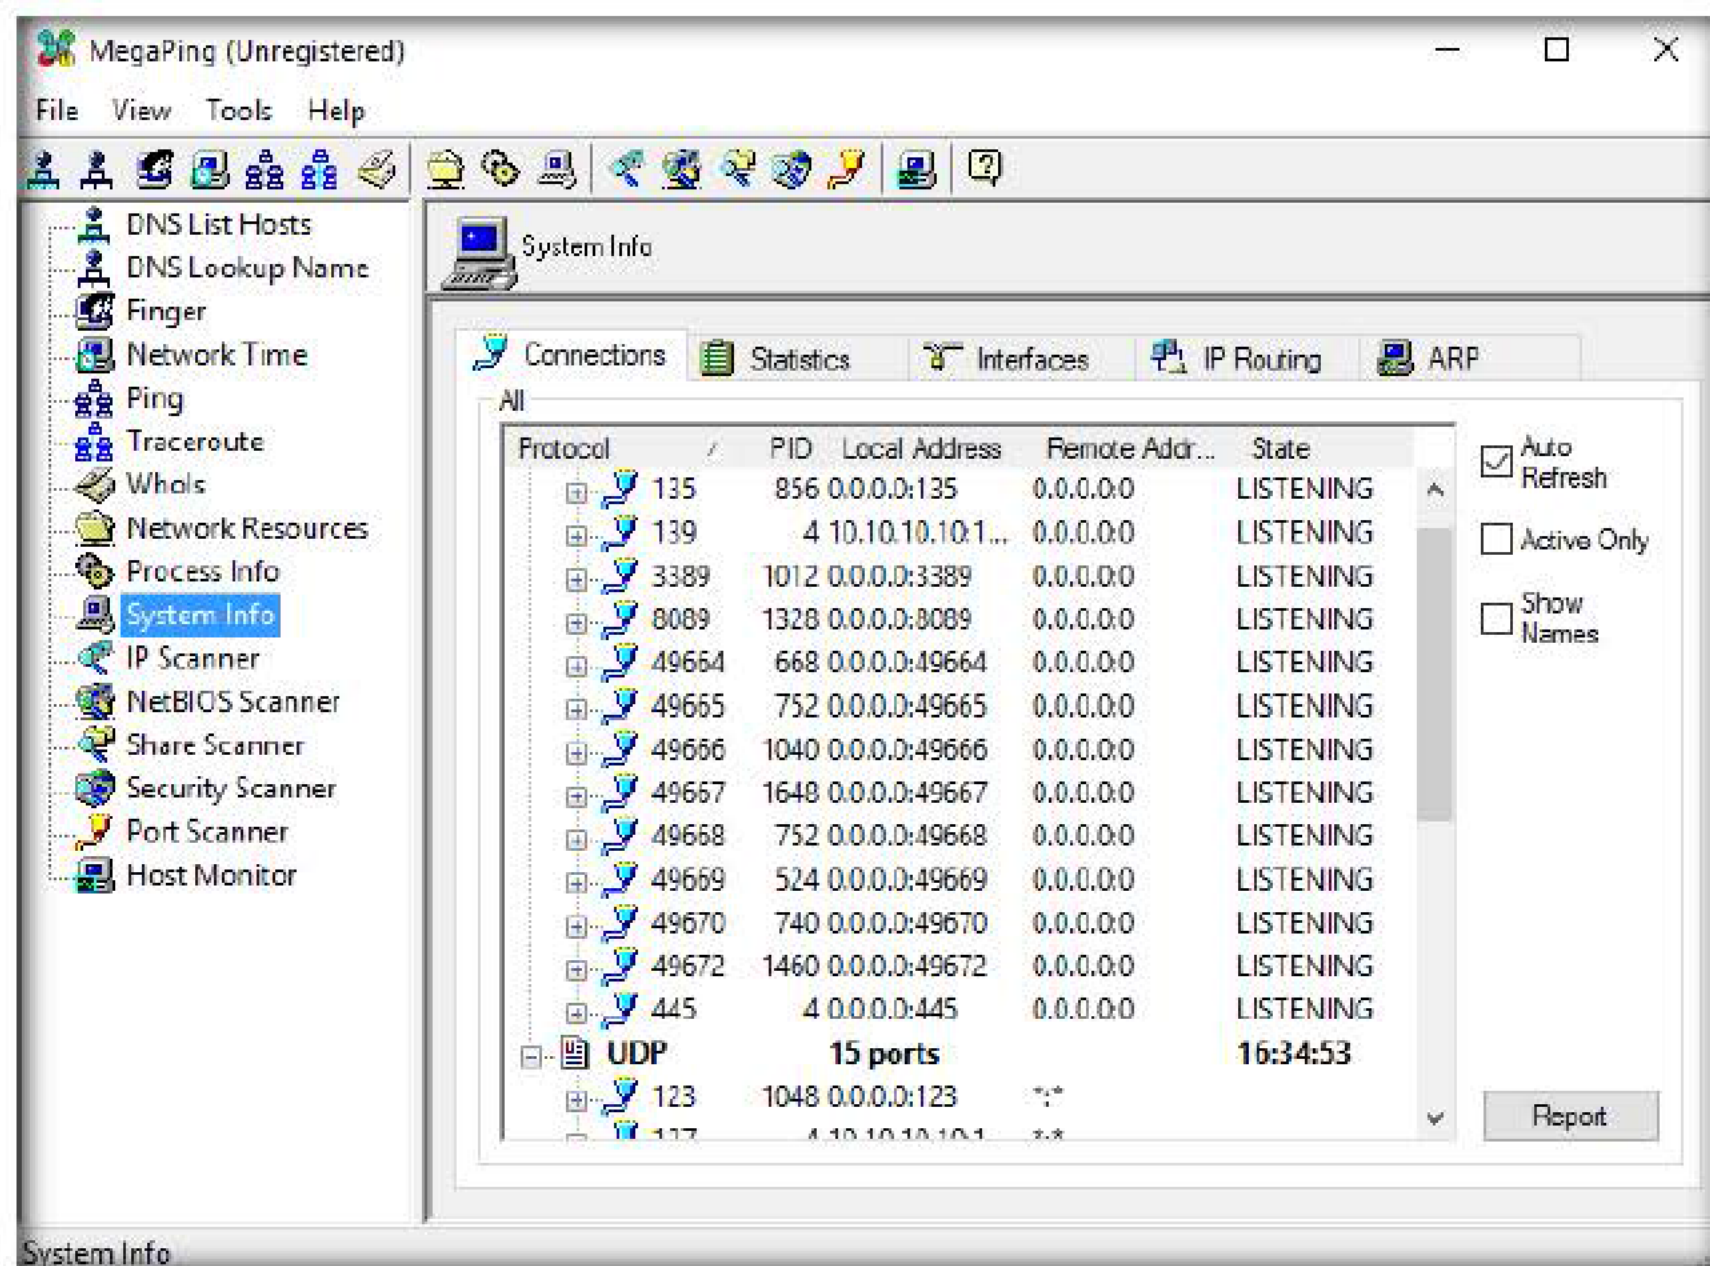 MegaPing (Unregistered)
File View Tools Help
DNS List Hosts
DNS Lookup Name
Finger
Network Time
Ping
Traceroute
Whois
Network Resources
Process Info
System Info
IP Scanner
NetBIOS Scanner
Share Scanner
Security Scanner
Port Scanner
Host Monitor
System Info
Connections Statistics Interfaces IP Routing ARP
All
Protocol PID Local Address Remote Addr... State
135 856 0.0.0.0:135 0.0.0.0:0 LISTENING
139 4 10.10.10.10:1... 0.0.0.0:0 LISTENING
3389 1012 0.0.0.0:3389 0.0.0.0:0 LISTENING
8089 1328 0.0.0.0:8089 0.0.0.0:0 LISTENING
49664 668 0.0.0.0:49664 0.0.0.0:0 LISTENING
49665 752 0.0.0.0:49665 0.0.0.0:0 LISTENING
49666 1040 0.0.0.0:49666 0.0.0.0:0 LISTENING
49667 1648 0.0.0.0:49667 0.0.0.0:0 LISTENING
49668 752 0.0.0.0:49668 0.0.0.0:0 LISTENING
49669 524 0.0.0.0:49669 0.0.0.0:0 LISTENING
49670 740 0.0.0.0:49670 0.0.0.0:0 LISTENING
49672 1460 0.0.0.0:49672 0.0.0.0:0 LISTENING
445 4 0.0.0.0:445 0.0.0.0:0 LISTENING
UDP 15 ports 16:34:53
123 1048 0.0.0.0:123 *:*
Auto
Refresh
Active Only
Show
Names
Report
System Info